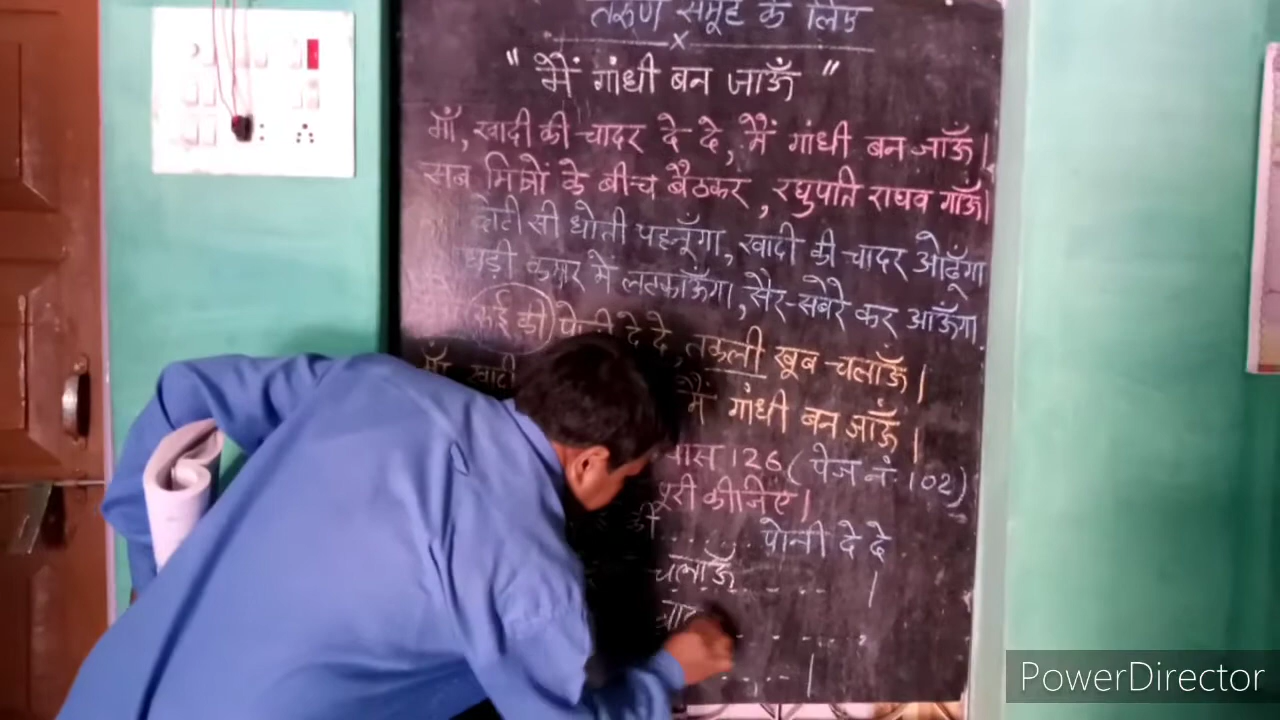 तरुण समूह के लिए
x
" मैं गांधी बन जाऊँ "
माँ, खादी की चादर दे दे, मैं गांधी बन जाऊँ।
सब मित्रों के बीच बैठकर, रघुपति राघव गाऊँ।
छोटी सी धोती पहनूँगा, खादी की चादर ओढूँगा
घड़ी कमर में लटकाऊँगा, सैर-सबेरे कर आऊँगा।
रूई की पोनी दे दे, तकली खूब चलाऊँ।
माँ खादी मैं गांधी बन जाऊँ।
126 (पेज नं. 102)
पूरी कीजिए।
की ...... पोनी दे दे
चलाऊँ...... ।
...... ।
PowerDirector